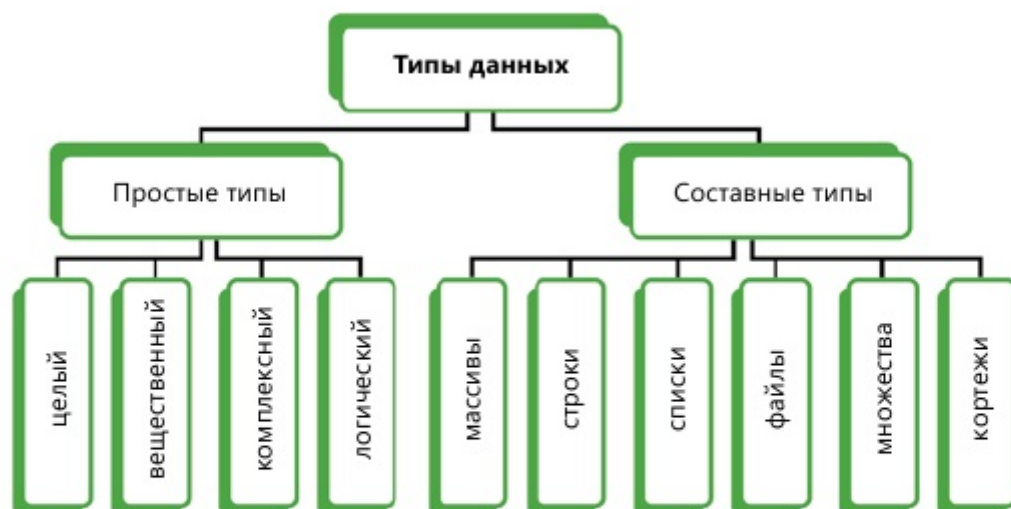 Типы данных
Простые типы
Составные типы
целый
вещественный
комплексный
логический
массивы
строки
списки
файлы
множества
кортежи